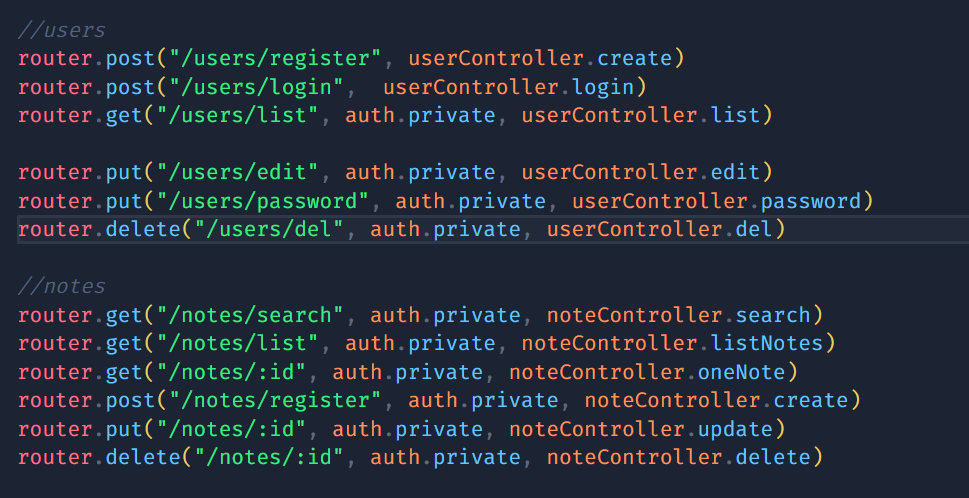 //users
router.post("/users/register", userController.create)
router.post("/users/login",  userController.login)
router.get("/users/list", auth.private, userController.list)
router.put("/users/edit", auth.private, userController.edit)
router.put("/users/password", auth.private, userController.password)
router.delete("/users/del", auth.private, userController.del)
//notes
router.get("/notes/search", auth.private, noteController.search)
router.get("/notes/list", auth.private, noteController.listNotes)
router.get("/notes/:id", auth.private, noteController.oneNote)
router.post("/notes/register", auth.private, noteController.create)
router.put("/notes/:id", auth.private, noteController.update)
router.delete("/notes/:id", auth.private, noteController.delete)